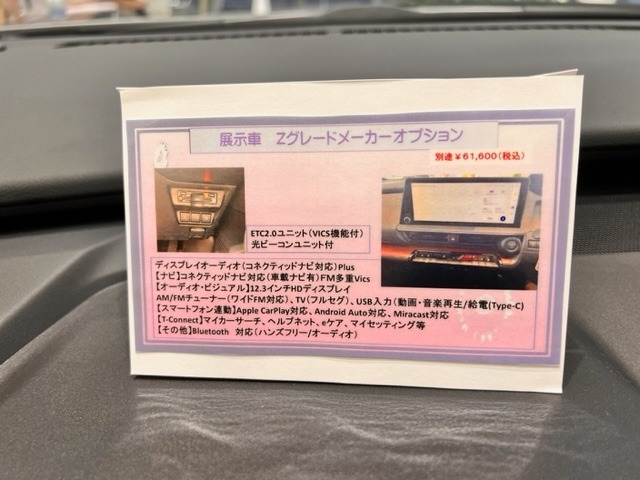 展示車 Zグレードメーカーオプション
別途￥61,600(税込)
ETC2.0ユニット(VICS機能付)
光ビーコンユニット付
ディスプレイオーディオ(コネクティッドナビ対応)Plus
【ナビ】コネクティッドナビ対応(車載ナビ有)FM多重Vics
【オーディオ・ビジュアル】12.3インチHDディスプレイ
AM/FMチューナー(ワイドFM対応)、TV(フルセグ)、USB入力(動画・音楽再生/給電(Type-C)
【スマートフォン連動】Apple CarPlay対応、Android Auto対応、Miracast対応
【T-Connect】マイカーサーチ、ヘルプネット、eケア、マイセッティング等
【その他】Bluetooth 対応(ハンズフリー/オーディオ)